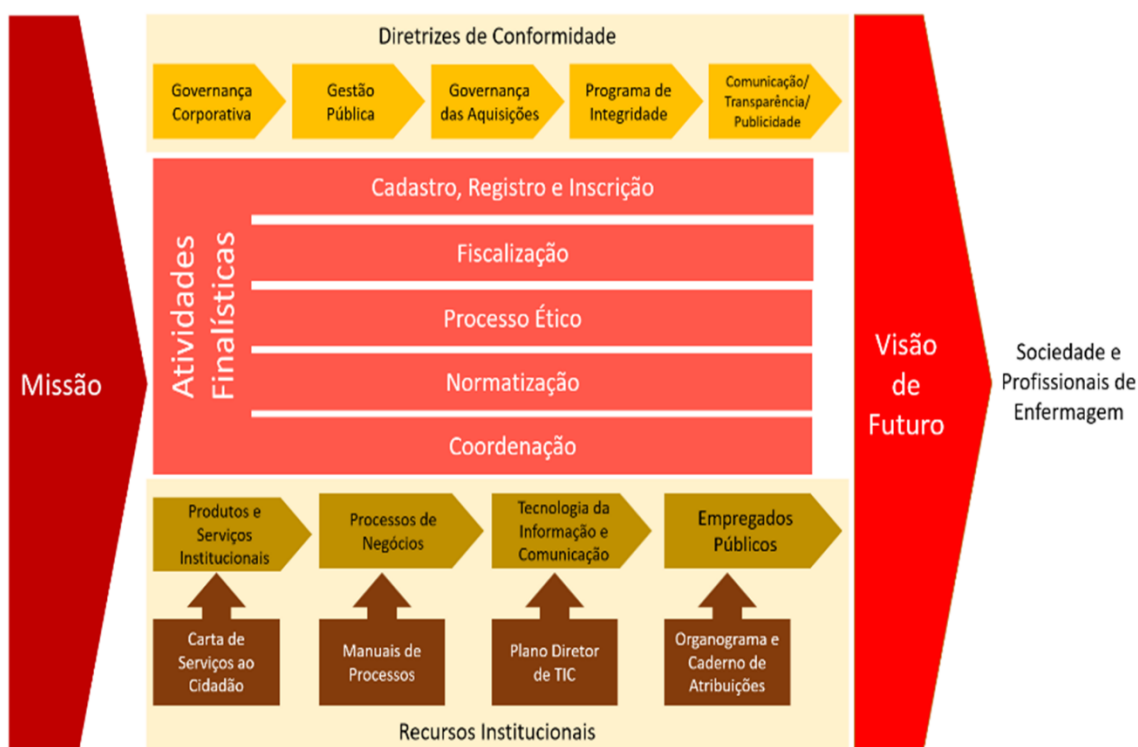 Diretrizes de Conformidade
Governança
Corporativa
Gestão
Pública
Governança
das Aquisições
Programa de
Integridade
Comunicação/
Transparência/
Publicidade
Missão
Atividades
Finalísticas
Cadastro, Registro e Inscrição
Fiscalização
Processo Ético
Normatização
Coordenação
Visão
de
Futuro
Sociedade e
Profissionais de
Enfermagem
Produtos e
Serviços
Institucionais
Processos de
Negócios
Tecnologia da
Informação e
Comunicação
Empregados
Públicos
Carta de
Serviços ao
Cidadão
Manuais de
Processos
Plano Diretor
de TIC
Organograma e
Caderno de
Atribuições
Recursos Institucionais